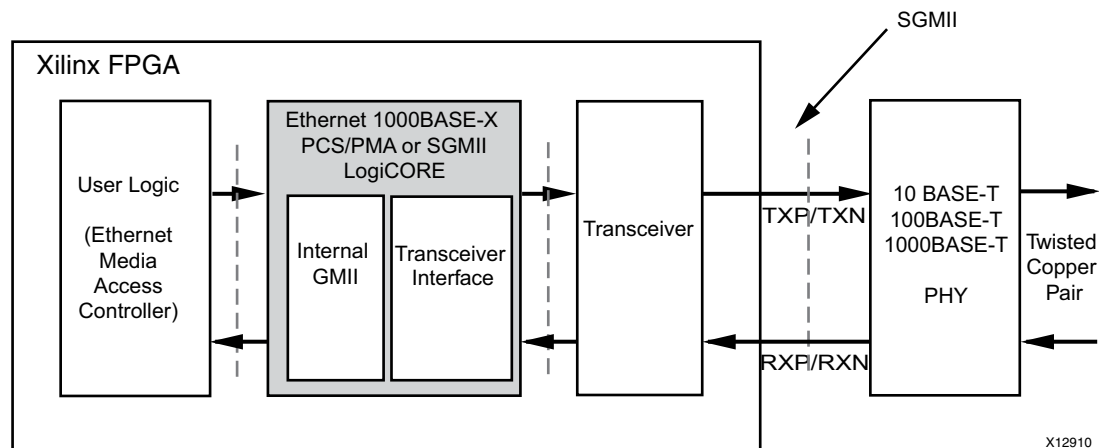 SGMII
Xilinx FPGA
User Logic
(Ethernet
Media
Access
Controller)
Ethernet 1000BASE-X
PCS/PMA or SGMII
LogiCORE
Internal
GMII
Transceiver
Interface
Transceiver
TXP/TXN
RXP/RXN
10 BASE-T
100BASE-T
1000BASE-T
PHY
Twisted
Copper
Pair
X12910